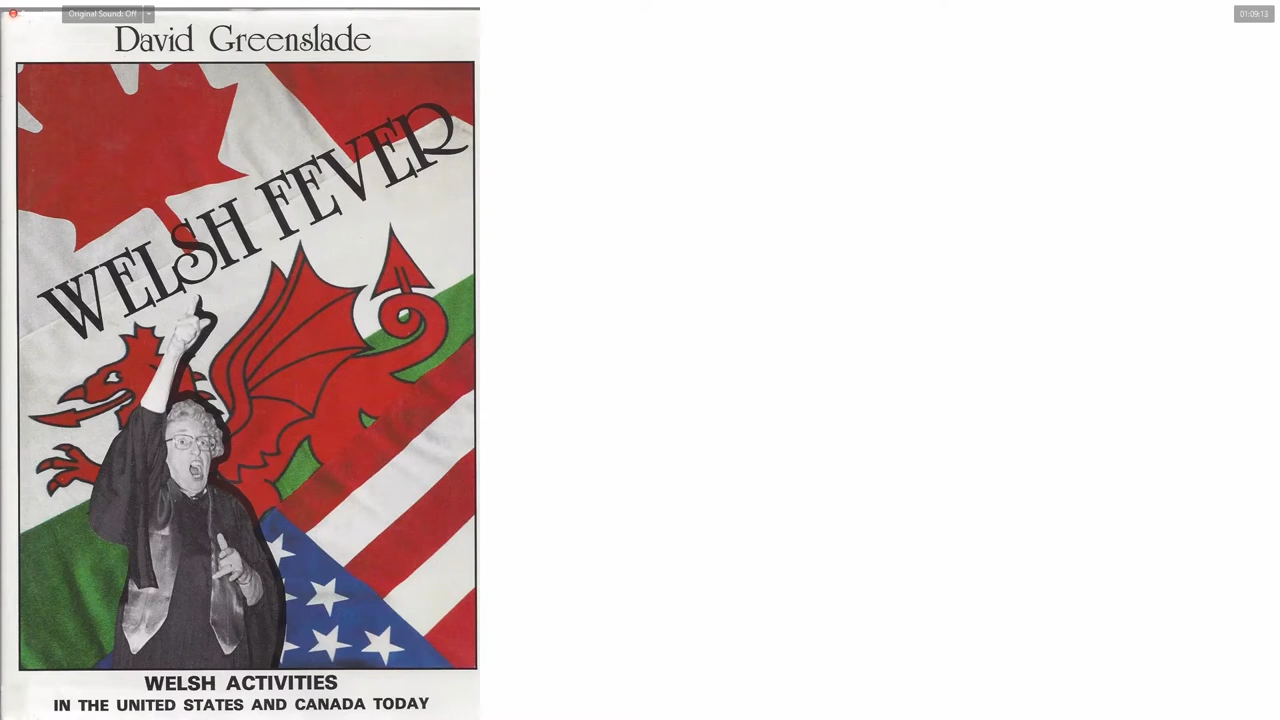 Original Sound: Off
01:09:13
David Greenslade
WELSH FEVER
WELSH ACTIVITIES
IN THE UNITED STATES AND CANADA TODAY